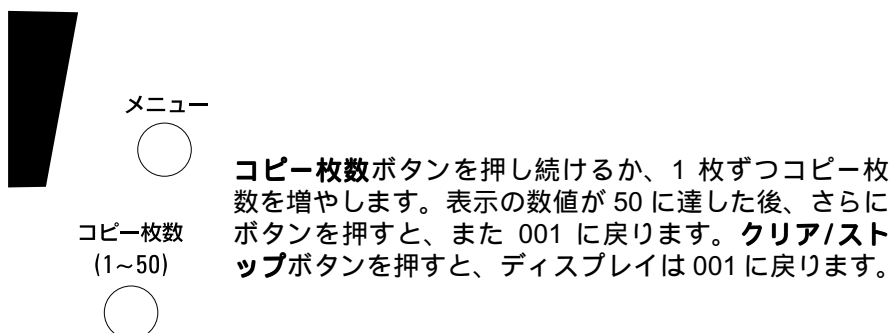 メニュー
コピー枚数
(1~50)
コピー枚数ボタンを押し続けるか、1 枚ずつコピー枚
数を増やします。表示の数値が 50 に達した後、さらに
ボタンを押すと、また 001 に戻ります。クリア/スト
ップボタンを押すと、ディスプレイは 001 に戻ります。